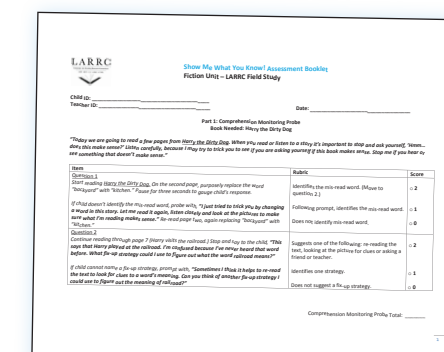 LARRC
Show Me What You Know! Assessment Booklet
Fiction Unit – LARRC Field Study
Child ID:
Teacher ID:
Date:
Part 1: Comprehension Monitoring Probe
Book Needed: Harry the Dirty Dog
"Today we are going to read a few pages from Harry the Dirty Dog. When you read or listen to a story it's important to stop and ask yourself, 'Hmm…
does this make sense?' Listen carefully, because I may try to trick you to see if you are asking yourself if this book makes sense. Stop me if you hear or
see something that doesn't make sense."
Item Rubric Score
Question 1
Start reading Harry the Dirty Dog. On the second page, purposely replace the word
"backyard" with "kitchen." Pause for three seconds to gauge child's response.
Identifies the mis-read word. (Move to
question 2.)
○ 2
If child doesn't identify the mis-read word, probe with, "I just tried to trick you by changing
a word in this story. Let me read it again, listen closely and look at the pictures to make
sure what I'm reading makes sense." Re-read page two, again replacing "backyard" with
"kitchen."
Following prompt, identifies the mis-read word.
○ 1
Does not identify mis-read word.
○ 0
Question 2
Continue reading through page 7 (Harry visits the railroad.) Stop and say to the child, "This
says that Harry played at the railroad. I'm confused because I've never heard that word
before. What fix-up strategy could I use to figure out what the word railroad means?"
Suggests one of the following: re-reading the
text, looking at the picture for clues or asking a
friend or teacher.
○ 2
If child cannot name a fix-up strategy, prompt with, "Sometimes I think it helps to re-read
the text to look for clues to a word's meaning. Can you think of another fix-up strategy I
could use to figure out the meaning of railroad?"
Identifies one strategy.
○ 1
Does not suggest a fix-up strategy.
○ 0
Comprehension Monitoring Probe Total: